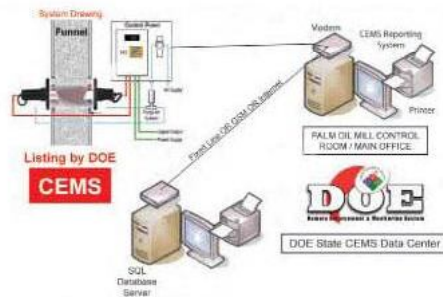 System Drawing
Funnel
Control Panel
Listing by DOE
CEMS
Modem
CEMS Reporting
System
Printer
PALM OIL MILL CONTROL
ROOM / MAIN OFFICE
Fixed Line OR GSM OR Internet
DOE
DOE State CEMS Data Center
SQL
Database
Server